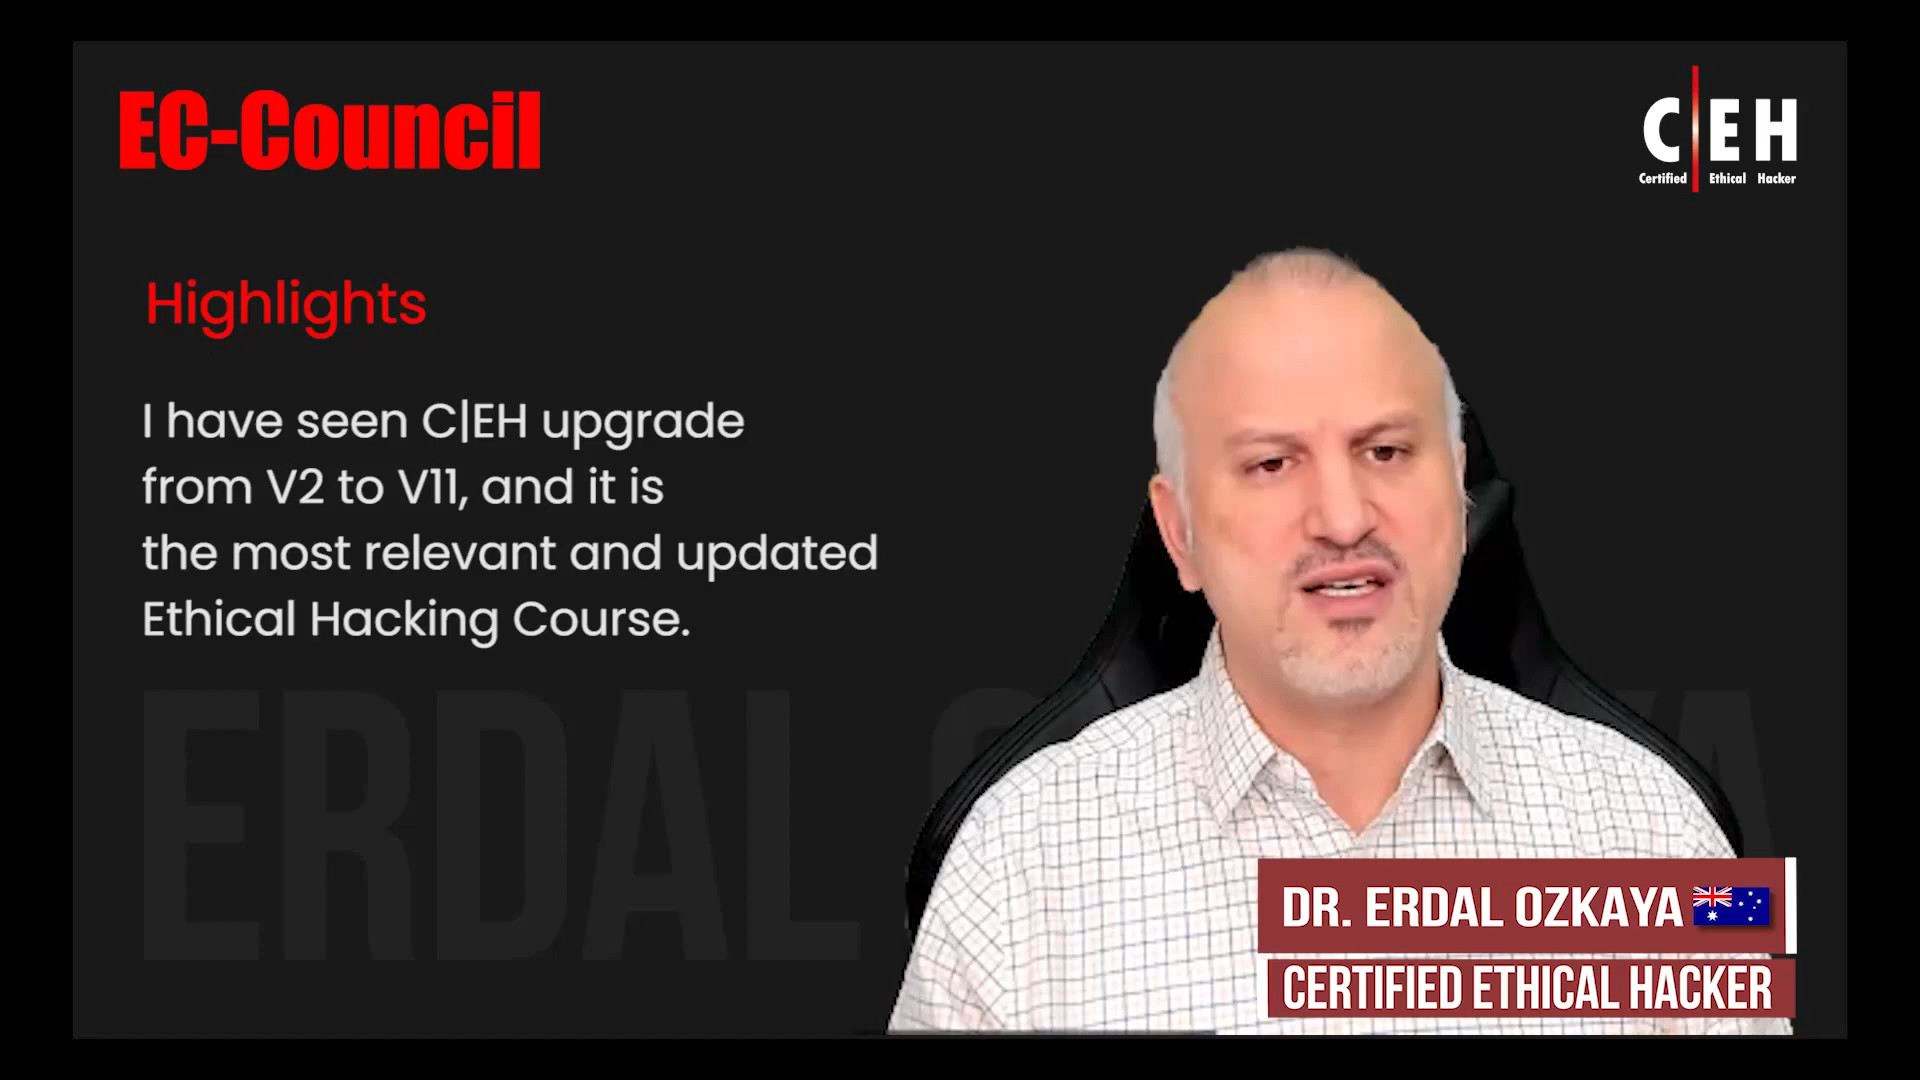 EC-Council
C|EH
Certified Ethical Hacker
Highlights
I have seen C|EH upgrade
from V2 to V11, and it is
the most relevant and updated
Ethical Hacking Course.
ERDAL OZKAYA
DR. ERDAL OZKAYA
CERTIFIED ETHICAL HACKER